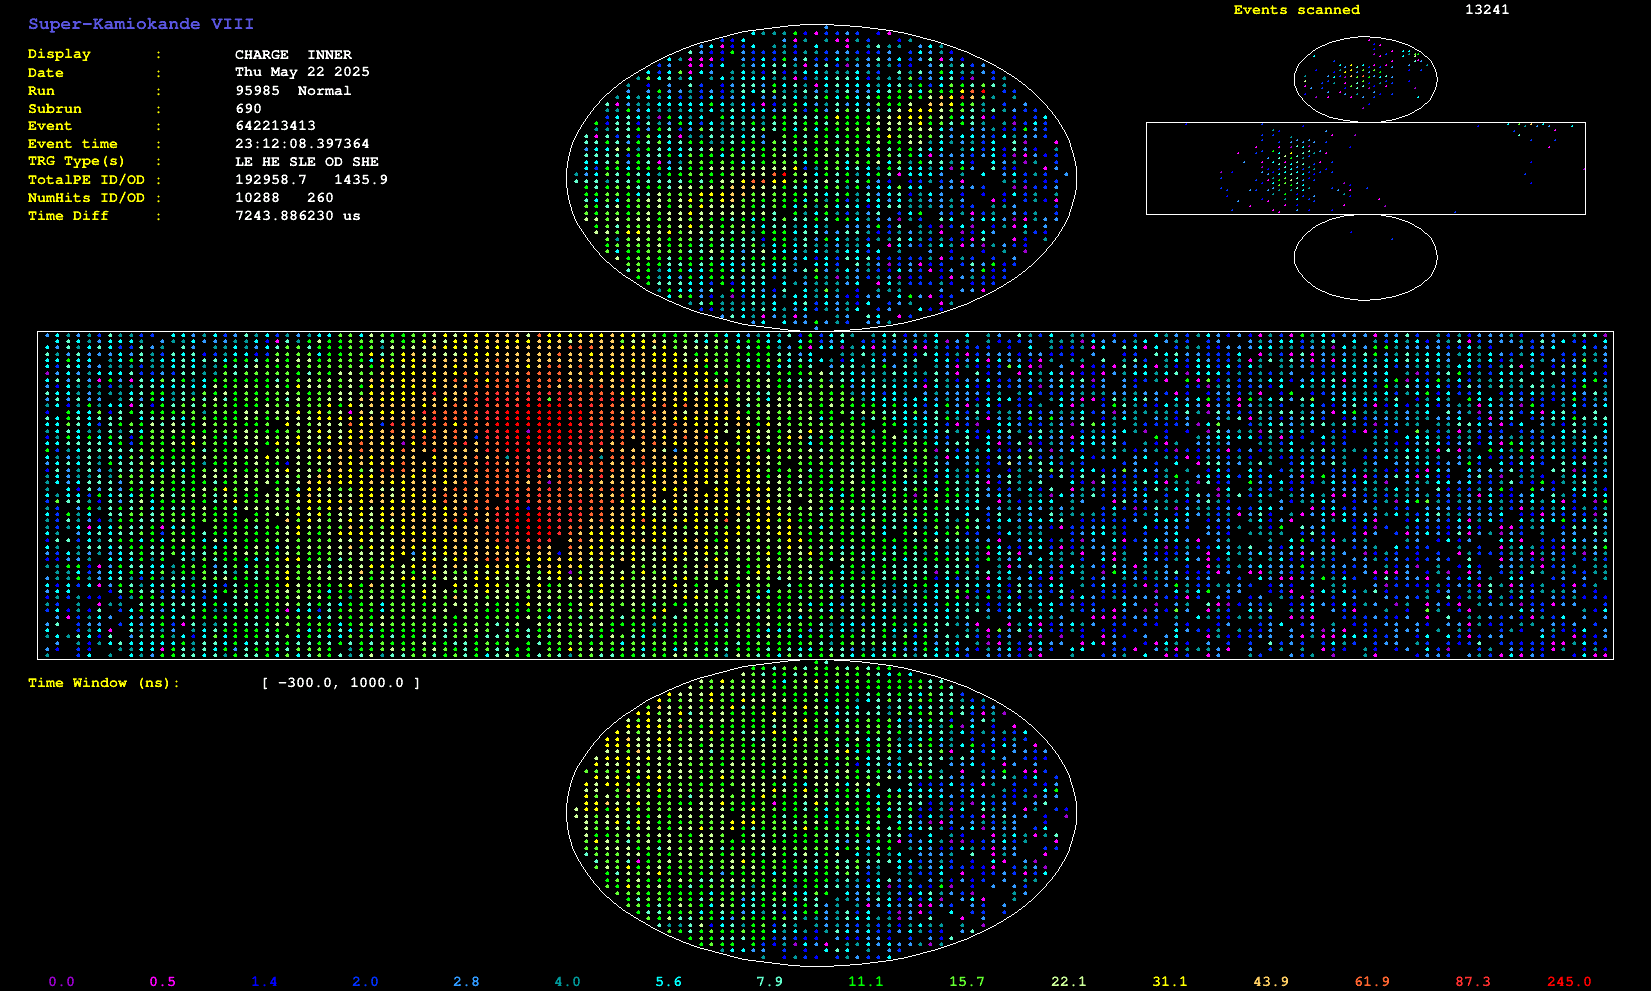 Super-Kamiokande VIII
Events scanned 13241
Display : CHARGE INNER
Date : Thu May 22 2025
Run : 95985 Normal
Subrun : 690
Event : 642213413
Event time : 23:12:08.397364
TRG Type(s) : LE HE SLE OD SHE
TotalPE ID/OD : 192958.7 1435.9
NumHits ID/OD : 10288 260
Time Diff : 7243.886230 us
Time Window (ns): [ -300.0, 1000.0 ]
0.0 0.5 1.4 2.0 2.8 4.0 5.6 7.9 11.1 15.7 22.1 31.1 43.9 61.9 87.3 245.0